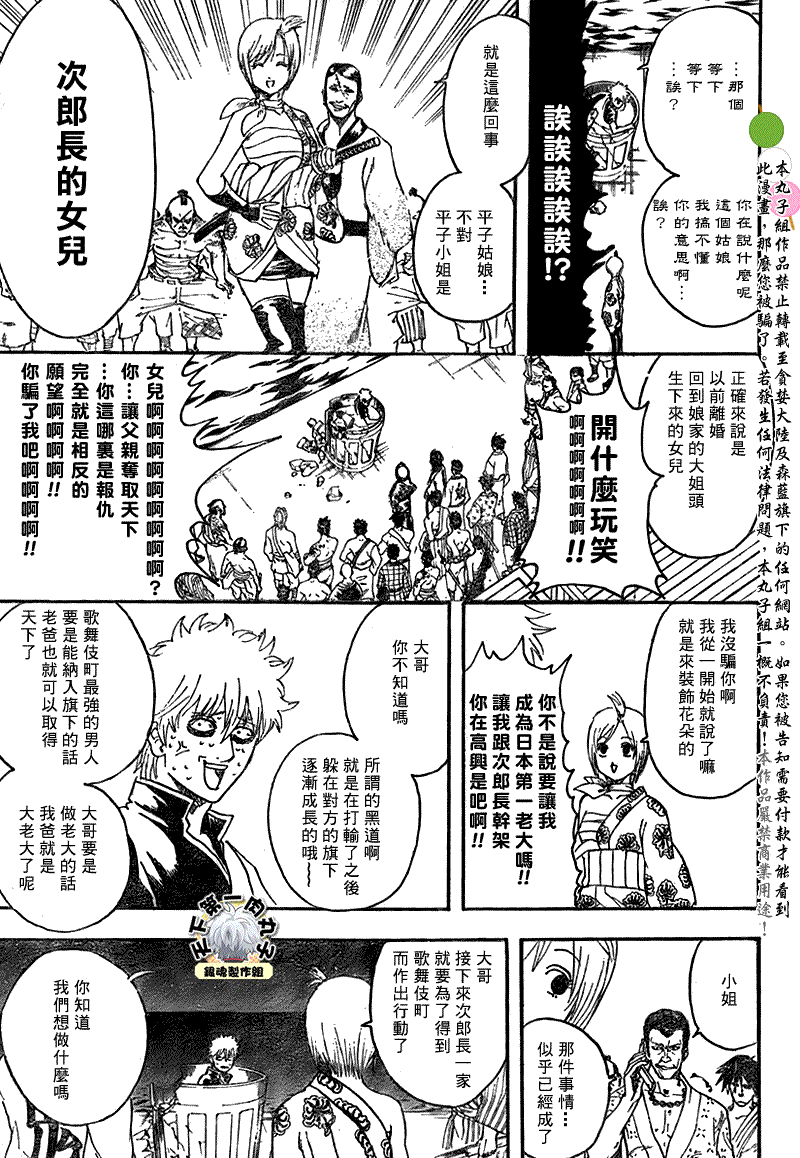 …那個
等下
等下
…誒？
你在說什麼呢
這個姑娘
我搞不懂
你的意思啊…
誒？
誒誒誒誒誒!?
就是這麼回事
平子姑娘…
不對
平子小姐是
次郎長的女兒
正確來說是
以前離婚
回到娘家的大姐頭
生下來的女兒
開什麼玩笑
啊啊啊啊啊啊啊!!
女兒啊啊啊啊啊啊啊啊啊？
你…讓父親奪取天下
…你這哪裏是報仇
完全就是相反的
願望啊啊啊啊!!
你騙了我吧啊啊啊啊!!
我沒騙你啊
我從一開始就說了嘛
就是來裝飾花朵的
你不是說要讓我
成為日本第一老大嗎!!
讓我跟次郎長幹架
你在高興是吧啊!!
大哥
你不知道嗎
所謂的黑道啊
就是在打輸了之後
躲在對方的旗下
逐漸成長的哦～
歌舞伎町最強的男人
要是能納入旗下的話
老爸也就可以取得
天下了
大哥要是
做老大的話
我爸就是
大老大了呢
小姐
那件事情…
似乎已經成了
大哥
接下來次郎長一家
就要為了得到
歌舞伎町
而作出行動了
你知道
我們想做什麼嗎
天下第一肉丸子
銀魂製作組
本丸子組作品禁止轉載至貪婪大陸及森藍旗下的任何網站。如果您被告知需要付款才能看到
此漫畫，那麼您被騙了。若發生任何法律問題，本丸子組一概不負責！本作品嚴禁商業用途！